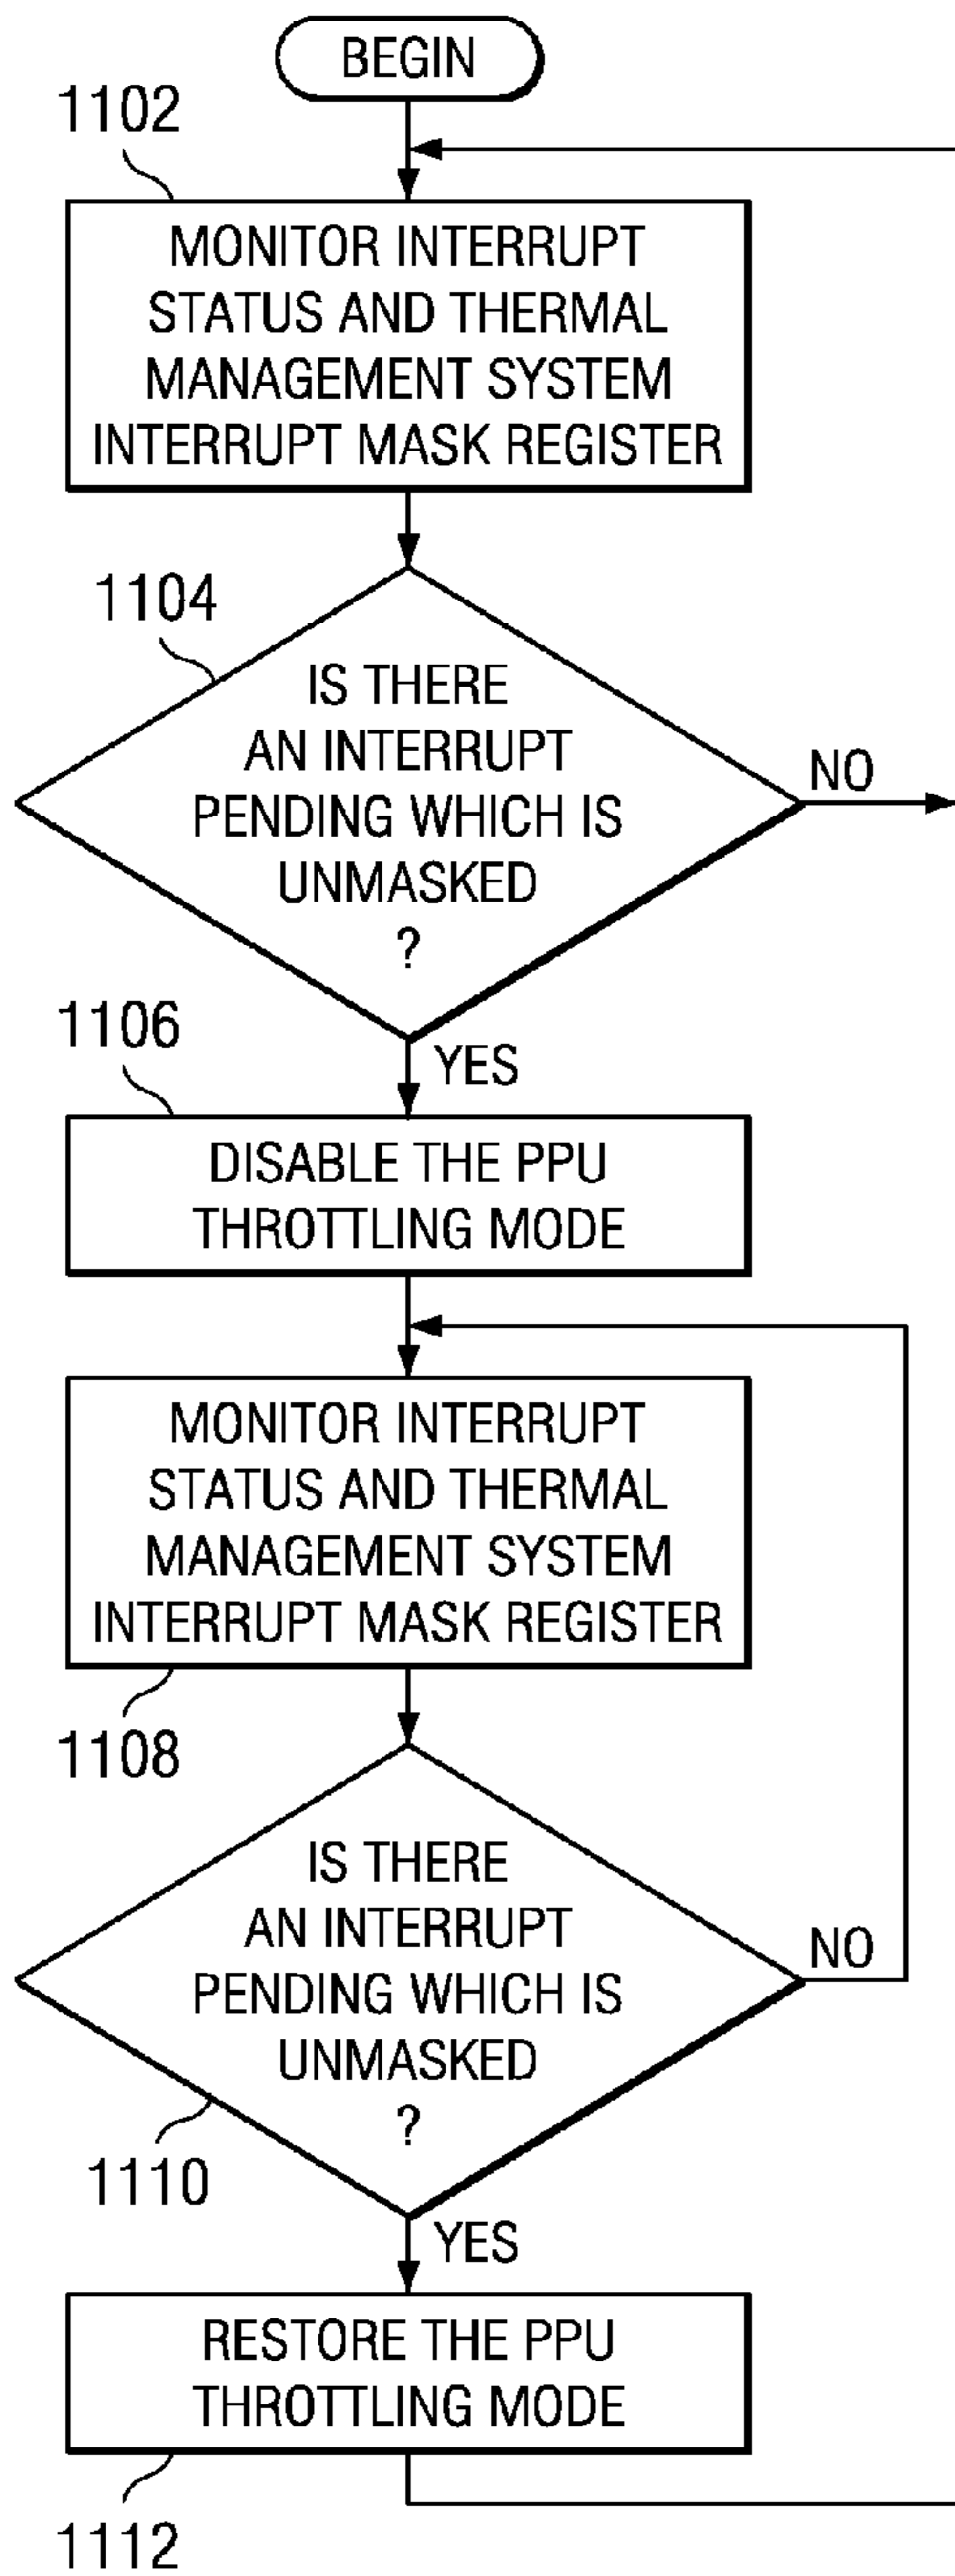 BEGIN
1102
MONITOR INTERRUPT
STATUS AND THERMAL
MANAGEMENT SYSTEM
INTERRUPT MASK REGISTER
1104
IS THERE
AN INTERRUPT
PENDING WHICH IS
UNMASKED
?
NO
YES
1106
DISABLE THE PPU
THROTTLING MODE
MONITOR INTERRUPT
STATUS AND THERMAL
MANAGEMENT SYSTEM
INTERRUPT MASK REGISTER
1108
IS THERE
AN INTERRUPT
PENDING WHICH IS
UNMASKED
?
NO
1110
YES
RESTORE THE PPU
THROTTLING MODE
1112